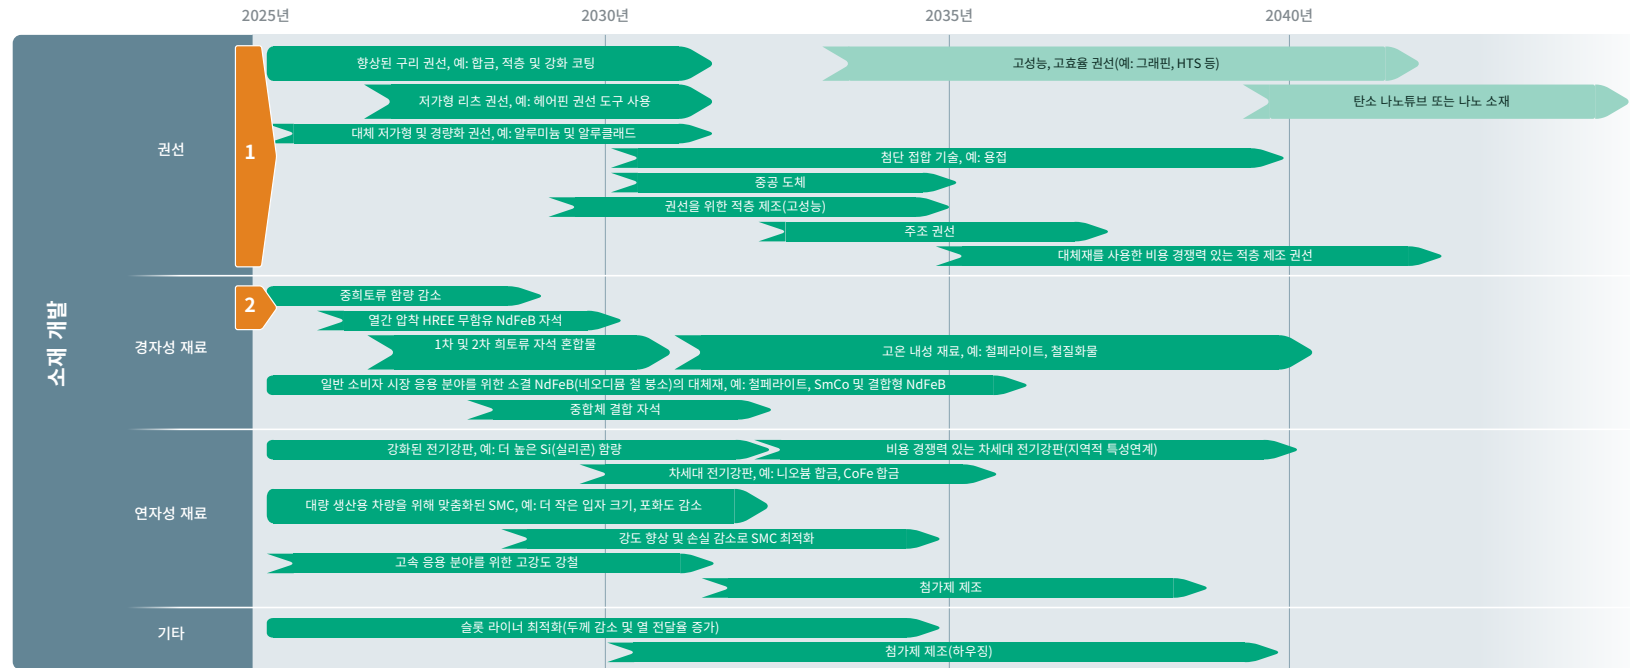 2025년
2030년
2035년
2040년
소재 개발
권선
1
향상된 구리 권선, 예: 합금, 적층 및 강화 코팅
고성능, 고효율 권선(예: 그래핀, HTS 등)
저가형 리츠 권선, 예: 헤어핀 권선 도구 사용
탄소 나노튜브 또는 나노 소재
대체 저가형 및 경량화 권선, 예: 알루미늄 및 알루클래드
첨단 접합 기술, 예: 용접
중공 도체
권선을 위한 적층 제조(고성능)
주조 권선
대체재를 사용한 비용 경쟁력 있는 적층 제조 권선
경자성 재료
2
중희토류 함량 감소
열간 압착 HREE 무함유 NdFeB 자석
1차 및 2차 희토류 자석 혼합물
고온 내성 재료, 예: 철페라이트, 철질화물
일반 소비자 시장 응용 분야를 위한 소결 NdFeB(네오디뮴 철 붕소)의 대체재, 예: 철페라이트, SmCo 및 결합형 NdFeB
중합체 결합 자석
연자성 재료
강화된 전기강판, 예: 더 높은 Si(실리콘) 함량
비용 경쟁력 있는 차세대 전기강판(지역적 특성연계)
차세대 전기강판, 예: 니오븀 합금, CoFe 합금
대량 생산용 차량을 위해 맞춤화된 SMC, 예: 더 작은 입자 크기, 포화도 감소
강도 향상 및 손실 감소로 SMC 최적화
고속 응용 분야를 위한 고강도 강철
첨가제 제조
기타
슬롯 라이너 최적화(두께 감소 및 열 전달율 증가)
첨가제 제조(하우징)